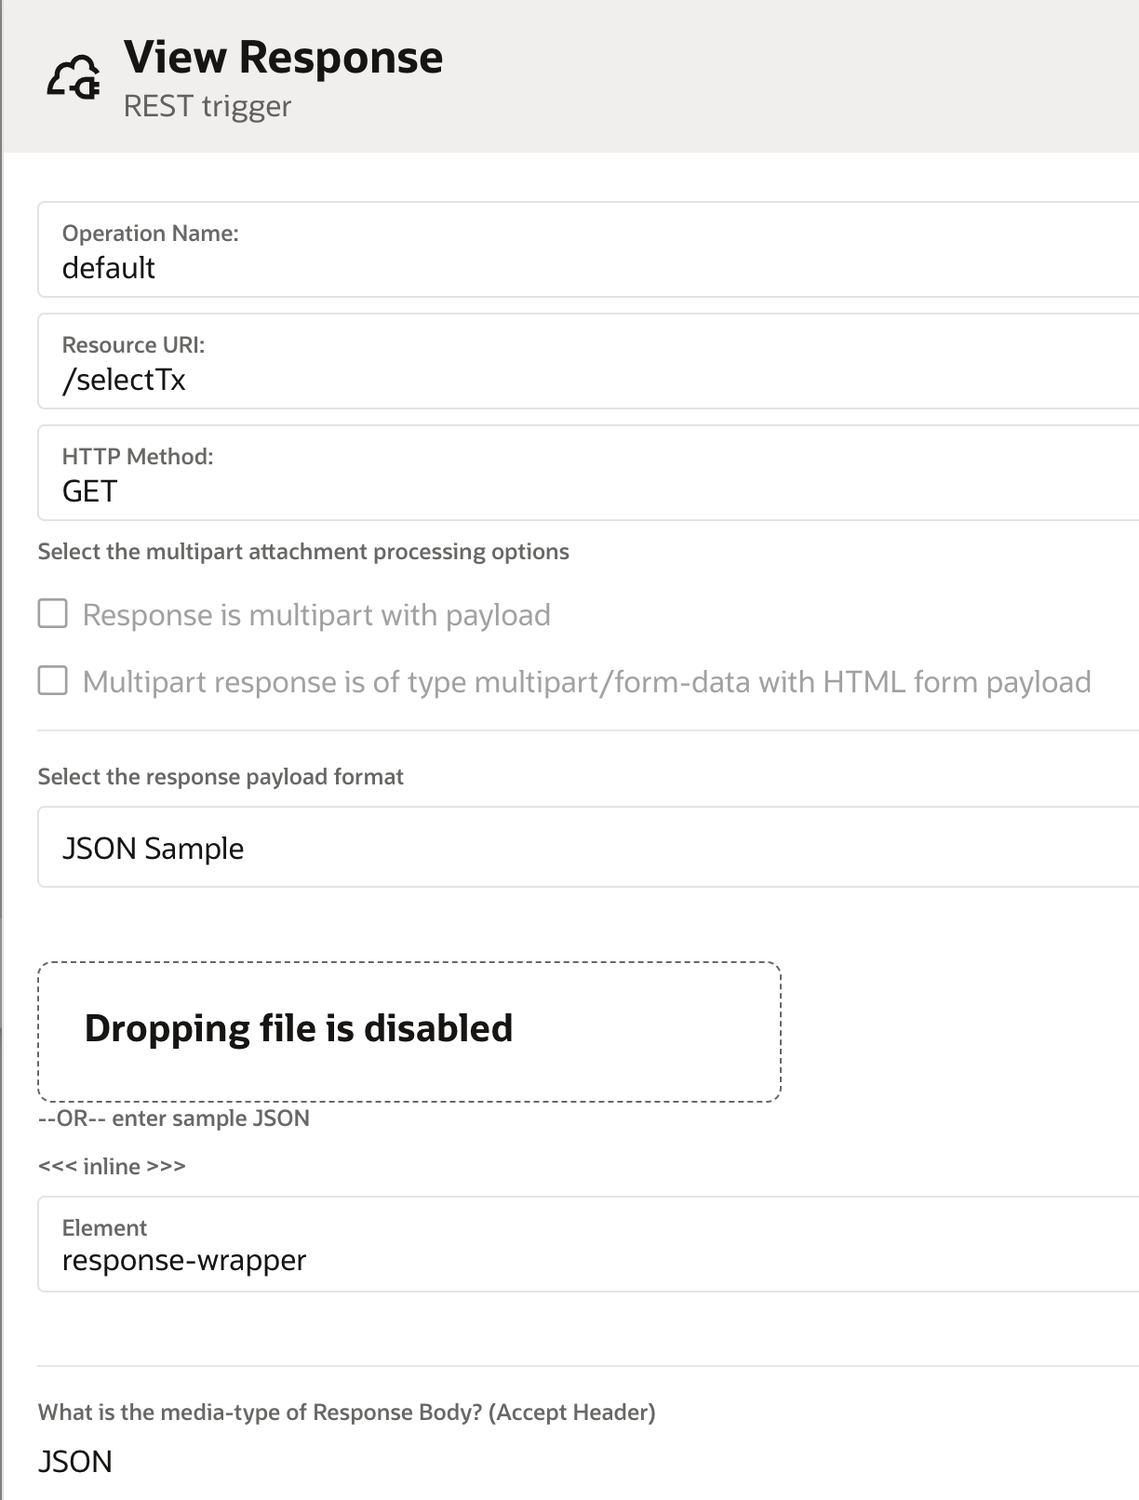 View Response
REST trigger
Operation Name:
default
Resource URI:
/selectTx
HTTP Method:
GET
Select the multipart attachment processing options
Response is multipart with payload
Multipart response is of type multipart/form-data with HTML form payload
Select the response payload format
JSON Sample
Dropping file is disabled
--OR-- enter sample JSON
<<< inline >>>
Element
response-wrapper
What is the media-type of Response Body? (Accept Header)
JSON